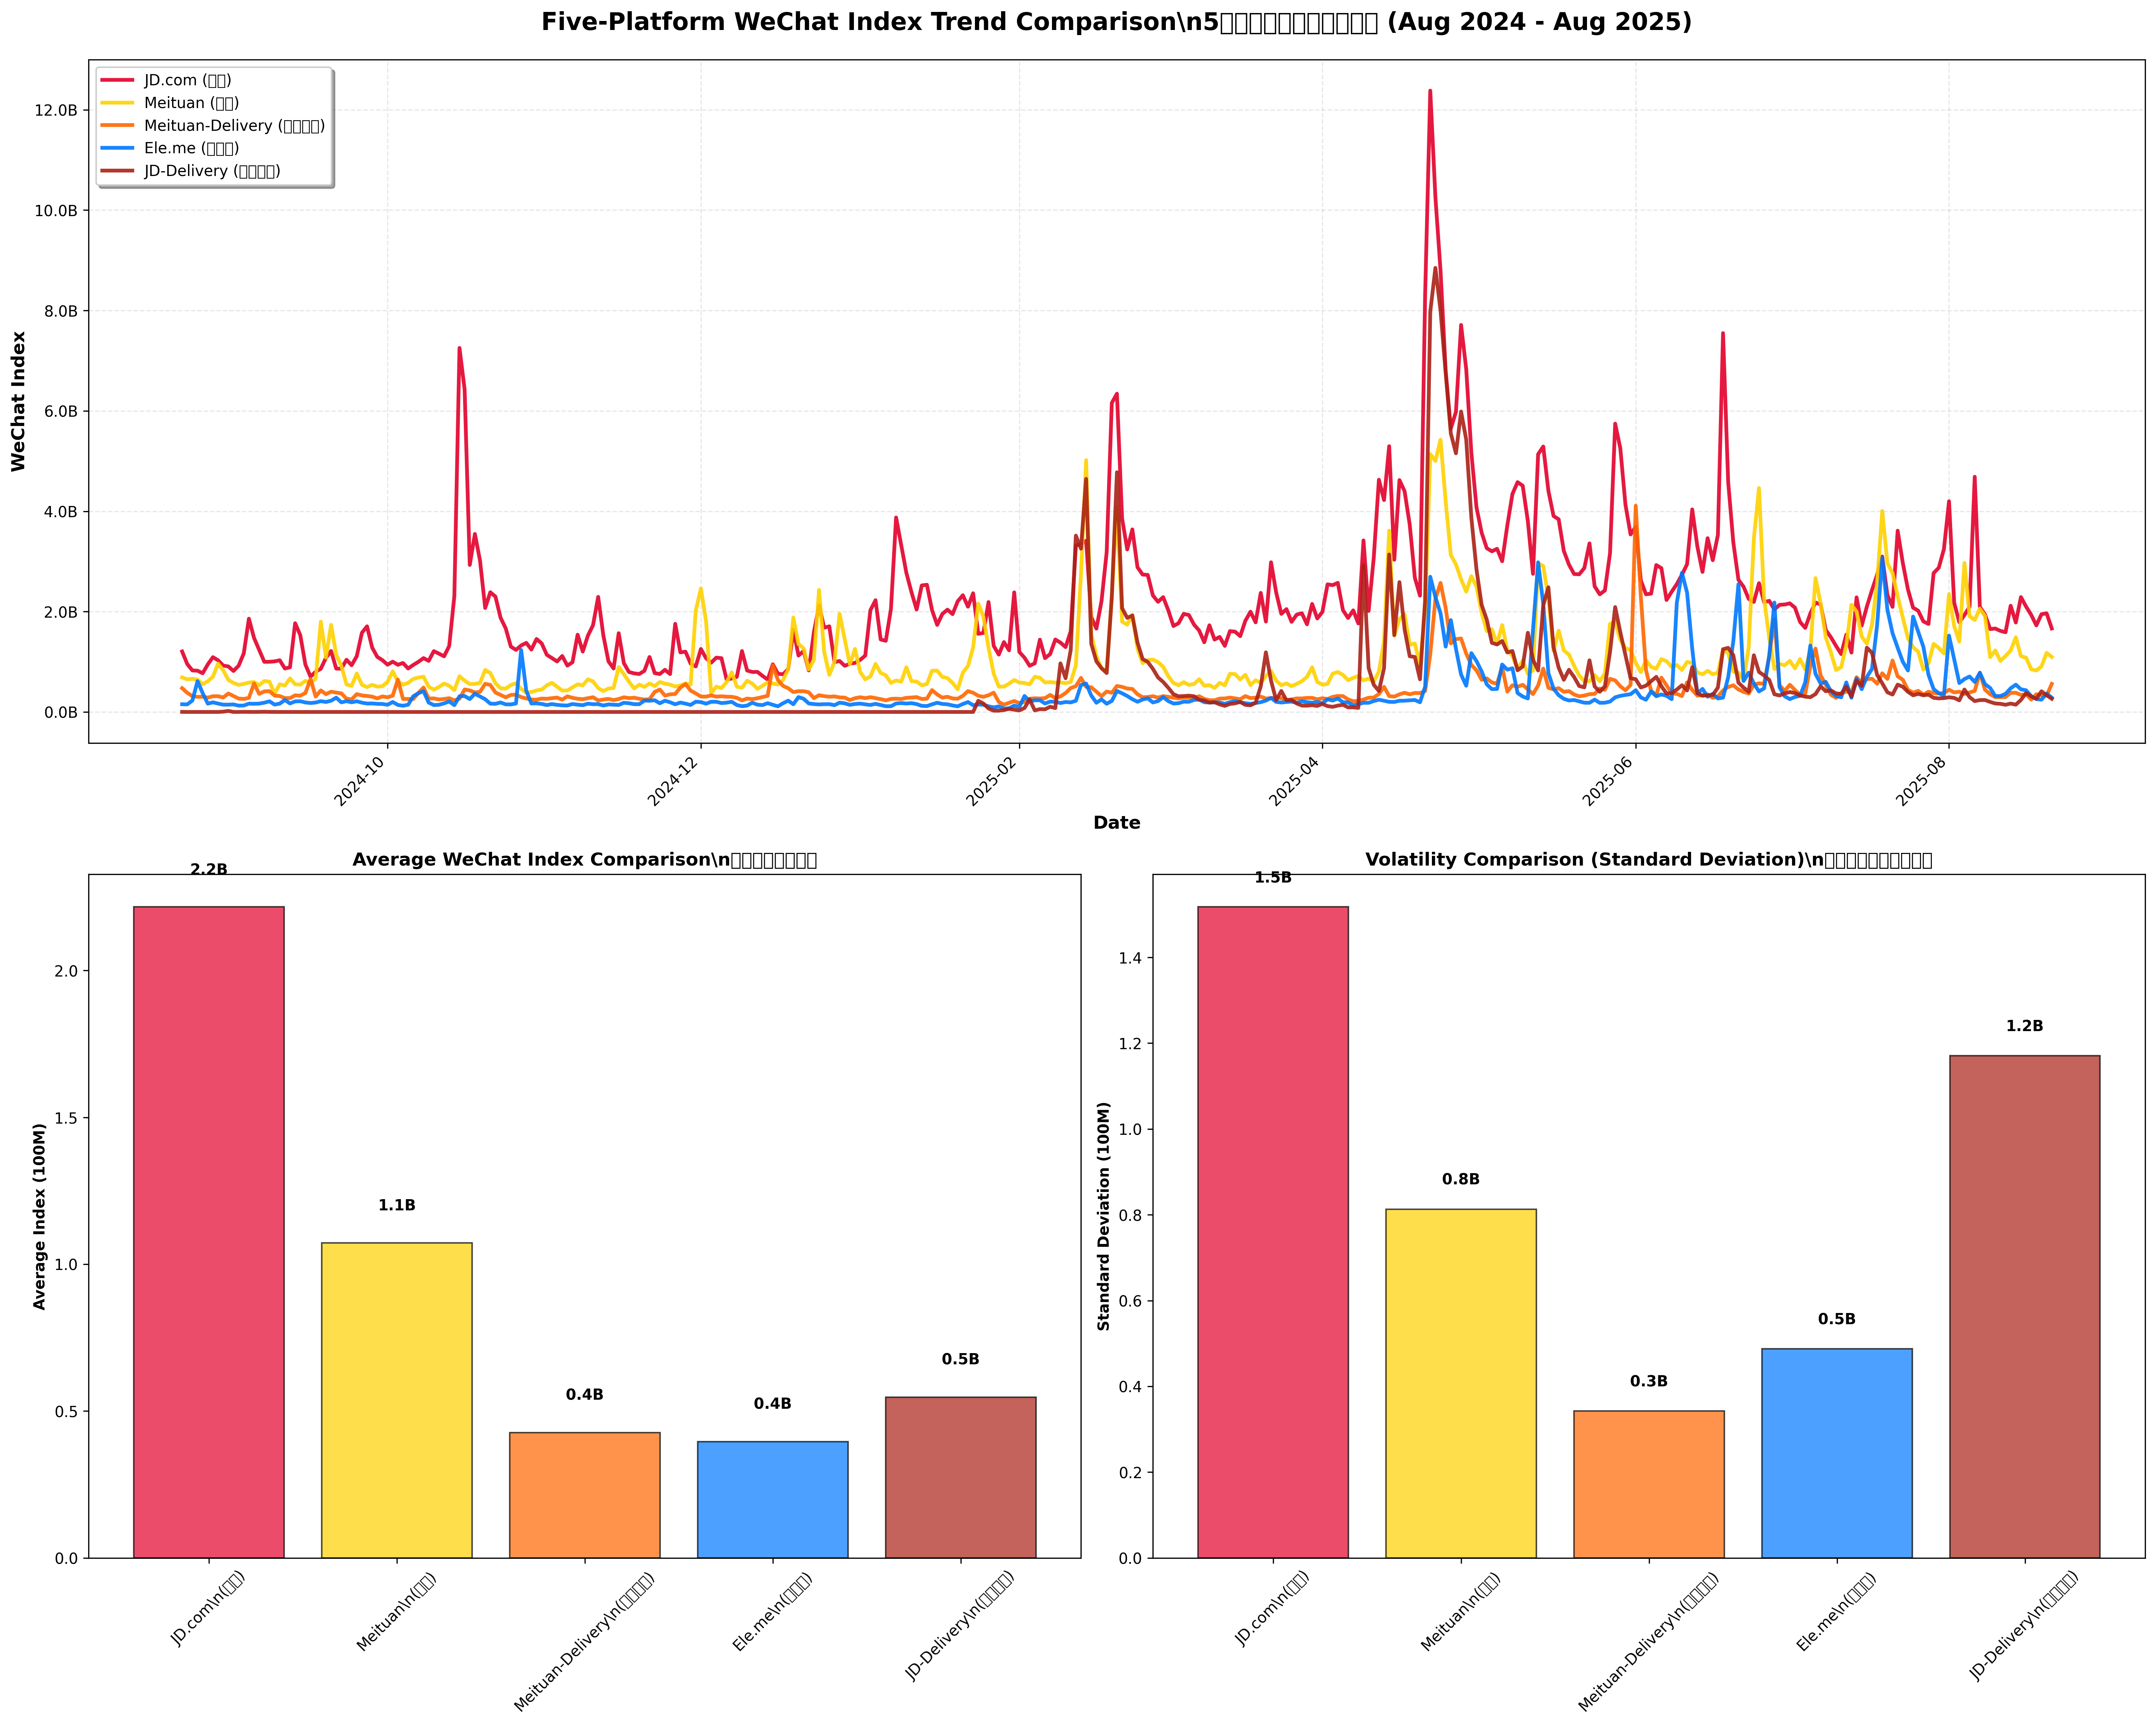 Five-Platform WeChat Index Trend Comparison\n5□□□□□□□□□□□ (Aug 2024 - Aug 2025)
JD.com (□□)
Meituan (□□)
Meituan-Delivery (□□□□)
Ele.me (□□□)
JD-Delivery (□□□□)
WeChat Index
12.0B
10.0B
8.0B
6.0B
4.0B
2.0B
0.0B
2024-10
2024-12
2025-02
2025-04
2025-06
2025-08
Date
Average WeChat Index Comparison\n□□□□□□□□
Average Index (100M)
2.0
1.5
1.0
0.5
0.0
2.2B
1.1B
0.4B
0.4B
0.5B
JD.com\n(□□)
Meituan\n(□□)
Meituan-Delivery\n(□□□□)
Ele.me\n(□□□)
JD-Delivery\n(□□□□)
Volatility Comparison (Standard Deviation)\n□□□□□□□□□□
Standard Deviation (100M)
1.4
1.2
1.0
0.8
0.6
0.4
0.2
0.0
1.5B
0.8B
0.3B
0.5B
1.2B
JD.com\n(□□)
Meituan\n(□□)
Meituan-Delivery\n(□□□□)
Ele.me\n(□□□)
JD-Delivery\n(□□□□)